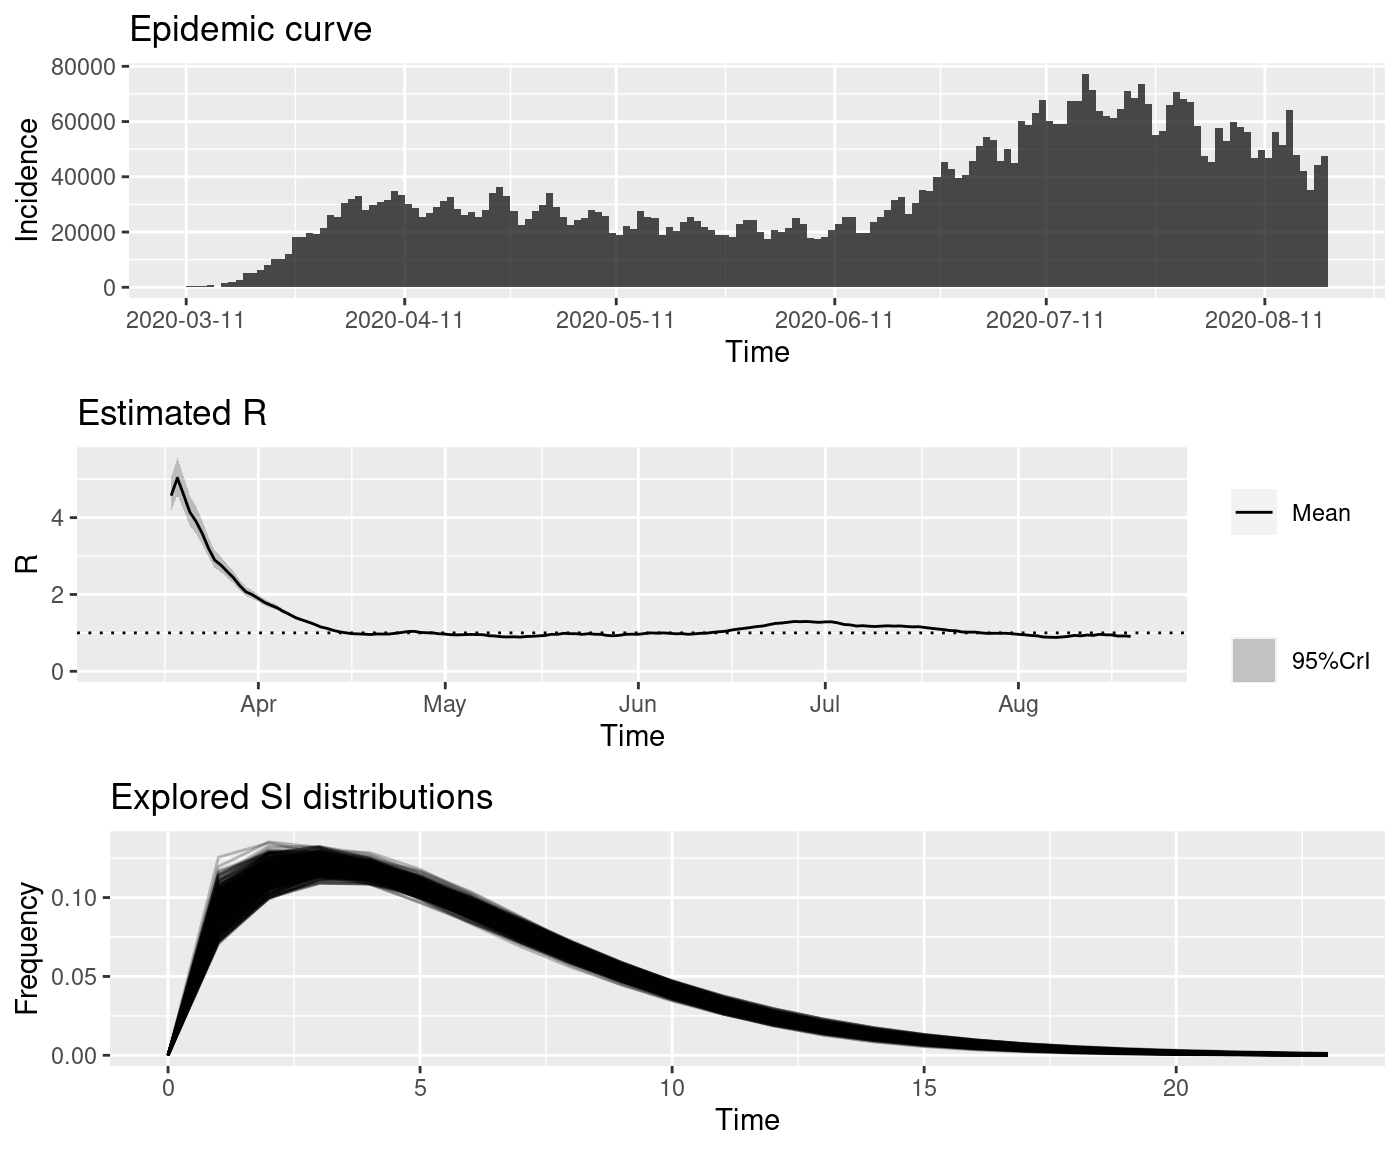 Epidemic curve
80000
60000
40000
20000
0
Incidence
2020-03-11 2020-04-11 2020-05-11 2020-06-11 2020-07-11 2020-08-11
Time
Estimated R
4
2
0
R
Apr May Jun Jul Aug
Time
Mean
95%CrI
Explored SI distributions
0.10
0.05
0.00
Frequency
0 5 10 15 20
Time